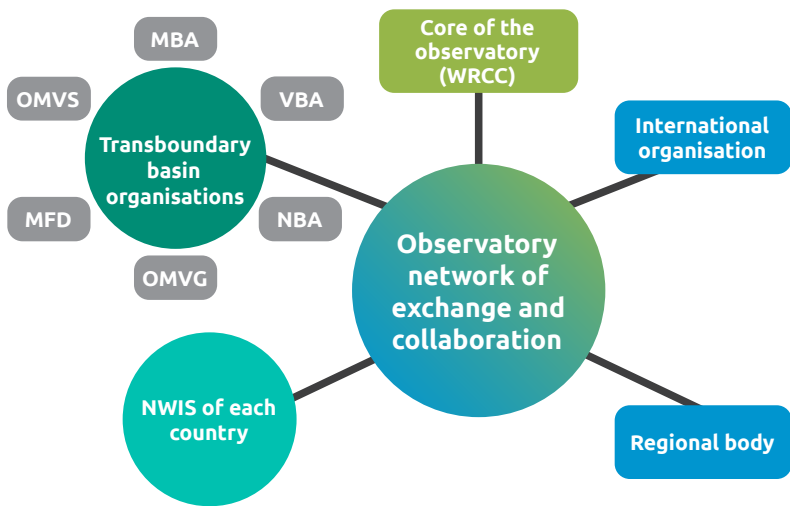 MBA
OMVS
VBA
Transboundary
basin
organisations
MFD
NBA
OMVG
Core of the
observatory
(WRCC)
International
organisation
Observatory
network of
exchange and
collaboration
NWIS of each
country
Regional body